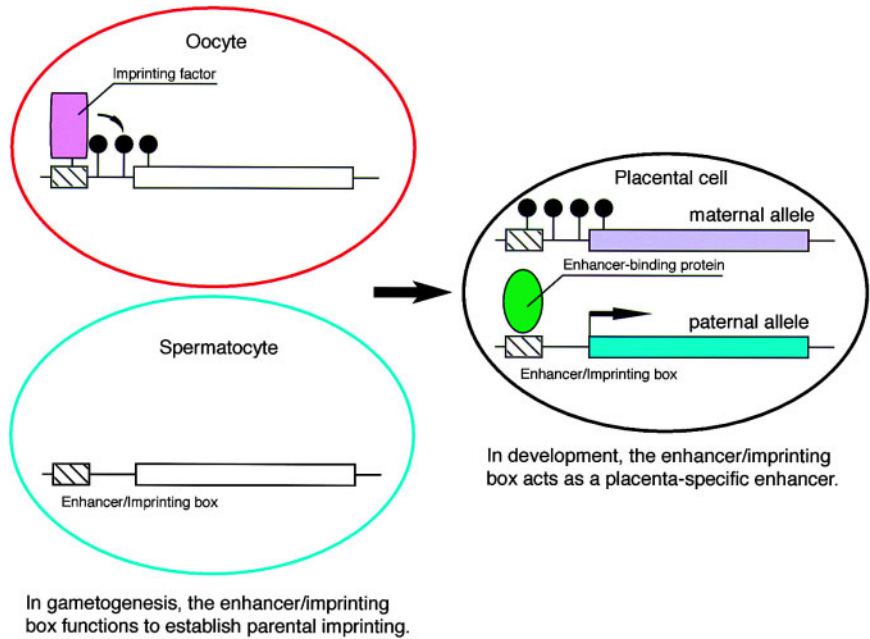 Oocyte
Imprinting factor
Spermatocyte
Enhancer/Imprinting box
In gametogenesis, the enhancer/imprinting
box functions to establish parental imprinting.
Placental cell
maternal allele
Enhancer-binding protein
paternal allele
Enhancer/Imprinting box
In development, the enhancer/imprinting
box acts as a placenta-specific enhancer.